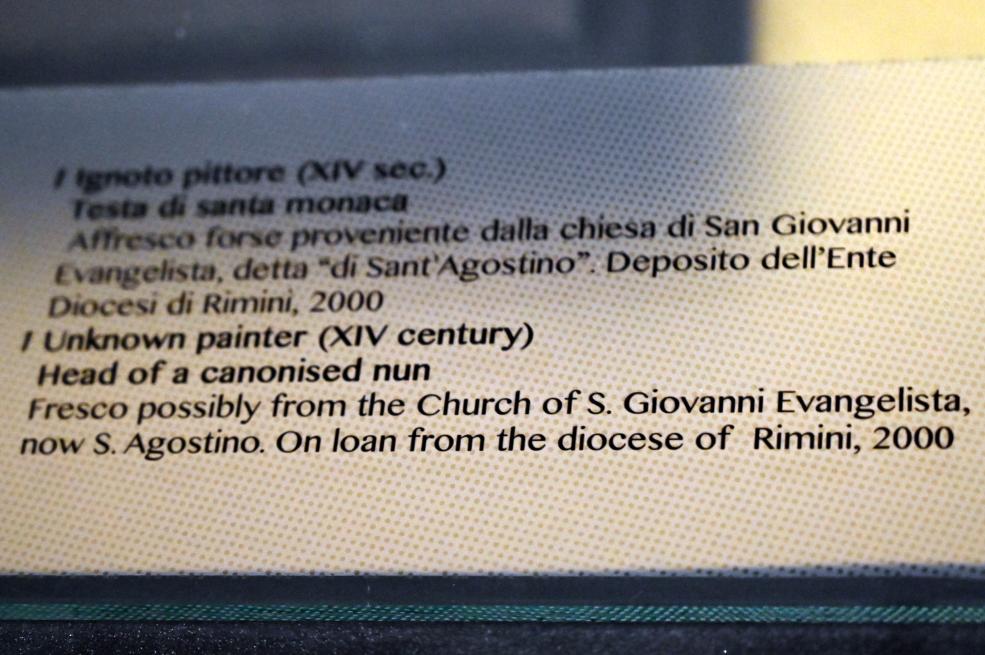 / Ignoto pittore (XIV sec.)
Testa di santa monaca
Affresco forse proveniente dalla chiesa di San Giovanni
Evangelista, detta “di Sant'Agostino”. Deposito dell'Ente
Diocesi di Rimini, 2000
/ Unknown painter (XIV century)
Head of a canonised nun
Fresco possibly from the Church of S. Giovanni Evangelista,
now S. Agostino. On loan from the diocese of Rimini, 2000